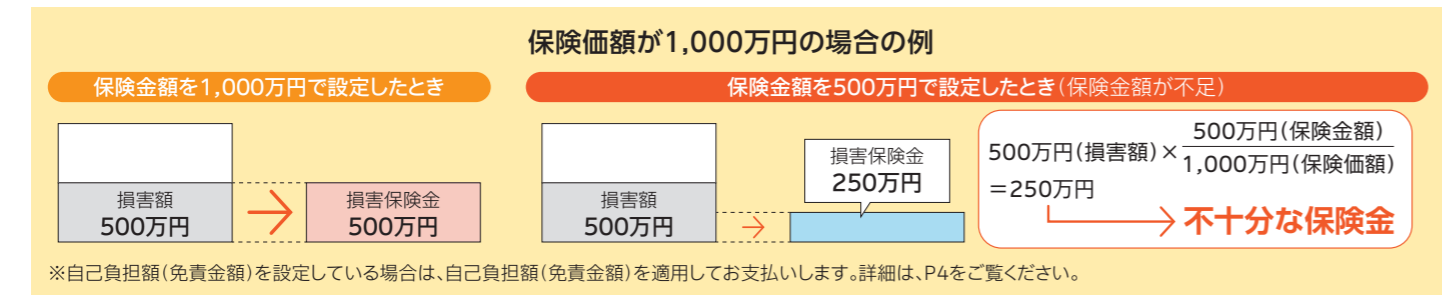 保険価額が1,000万円の場合の例
保険金額を1,000万円で設定したとき
損害額
500万円
損害保険金
500万円
保険金額を500万円で設定したとき(保険金額が不足)
損害額
500万円
損害保険金
250万円
500万円(損害額)×500万円(保険金額)/1,000万円(保険価額)
=250万円
不十分な保険金
※自己負担額(免責金額)を設定している場合は、自己負担額(免責金額)を適用してお支払いします。詳細は、P4をご覧ください。